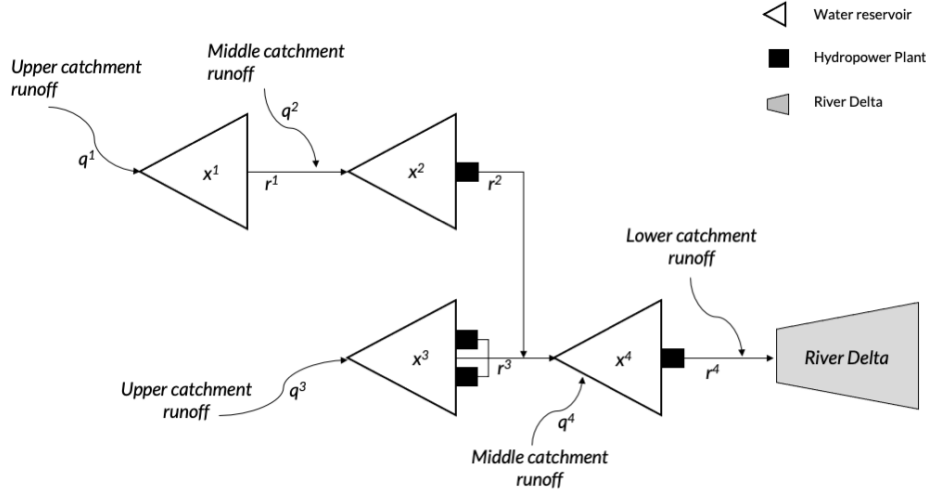 Water reservoir
Hydropower Plant
River Delta
Middle catchment
runoff
Upper catchment
runoff
q²
q¹
x¹
r¹
x²
r²
Lower catchment
runoff
x³
r³
x⁴
r⁴
River Delta
Upper catchment
runoff
q³
q⁴
Middle catchment
runoff